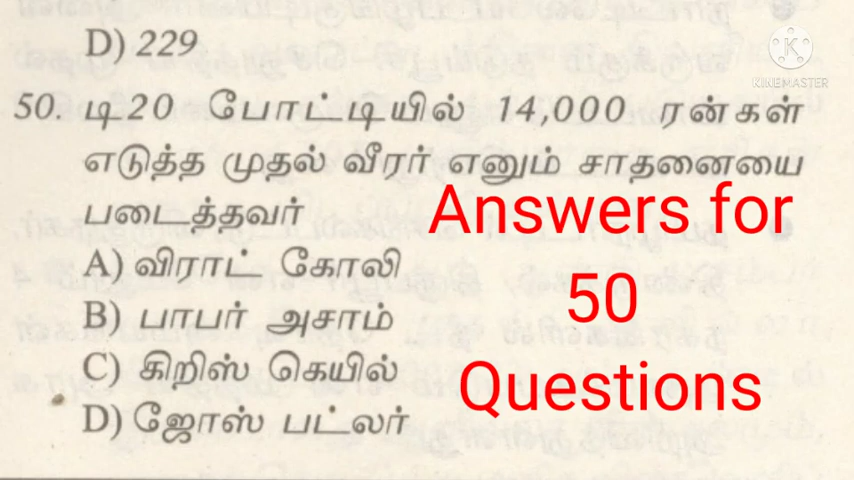 D) 229
KINEMASTER
50. டி20 போட்டியில் 14,000 ரன்கள்
எடுத்த முதல் வீரர் எனும் சாதனையை
படைத்தவர்
A) விராட் கோலி
B) பாபர் அசாம்
C) கிறிஸ் கெயில்
D) ஜோஸ் பட்லர்
Answers for
50
Questions